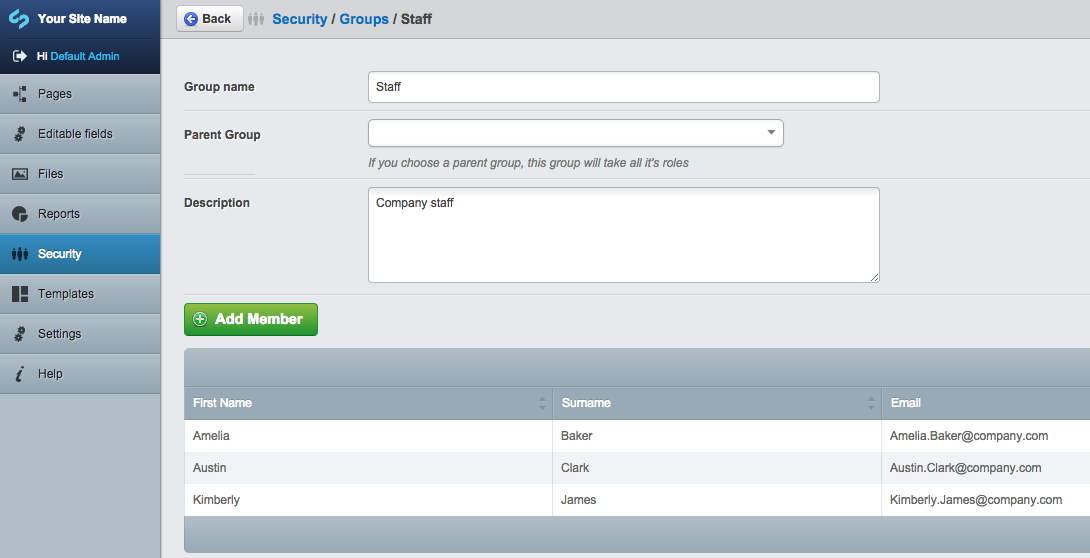 Your Site Name
Back
Security / Groups / Staff
Hi Default Admin
Pages
Editable fields
Files
Reports
Security
Templates
Settings
Help
Group name
Staff
Parent Group
If you choose a parent group, this group will take all it's roles
Description
Company staff
Add Member
First Name Surname Email
Amelia Baker Amelia.Baker@company.com
Austin Clark Austin.Clark@company.com
Kimberly James Kimberly.James@company.com